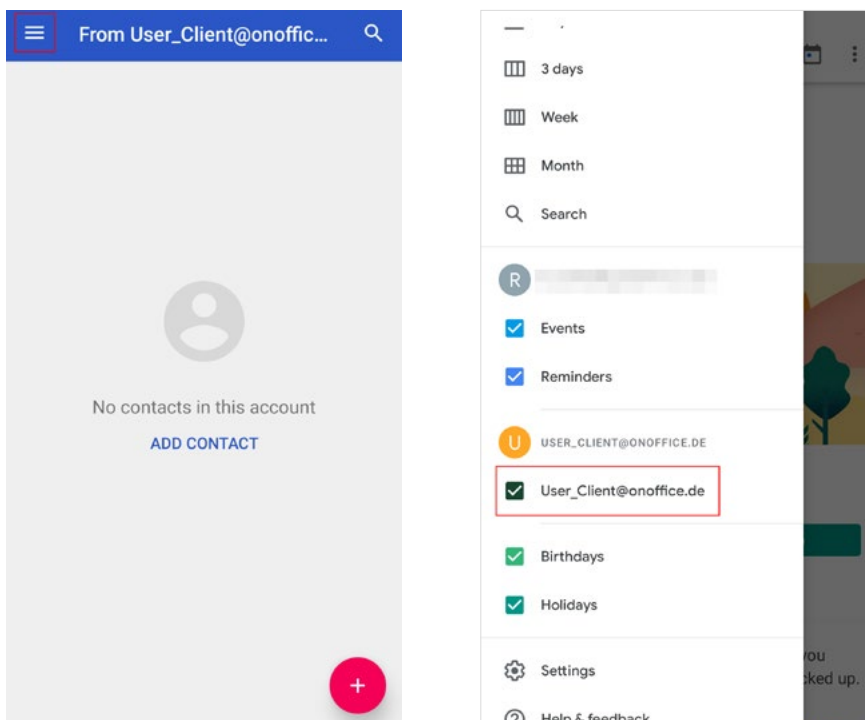 From User_Client@onoffic...
No contacts in this account
ADD CONTACT
+
3 days
Week
Month
Search
R
Events
Reminders
U USER_CLIENT@ONOFFICE.DE
User_Client@onoffice.de
Birthdays
Holidays
Settings
you
cked up.
Help & feedback